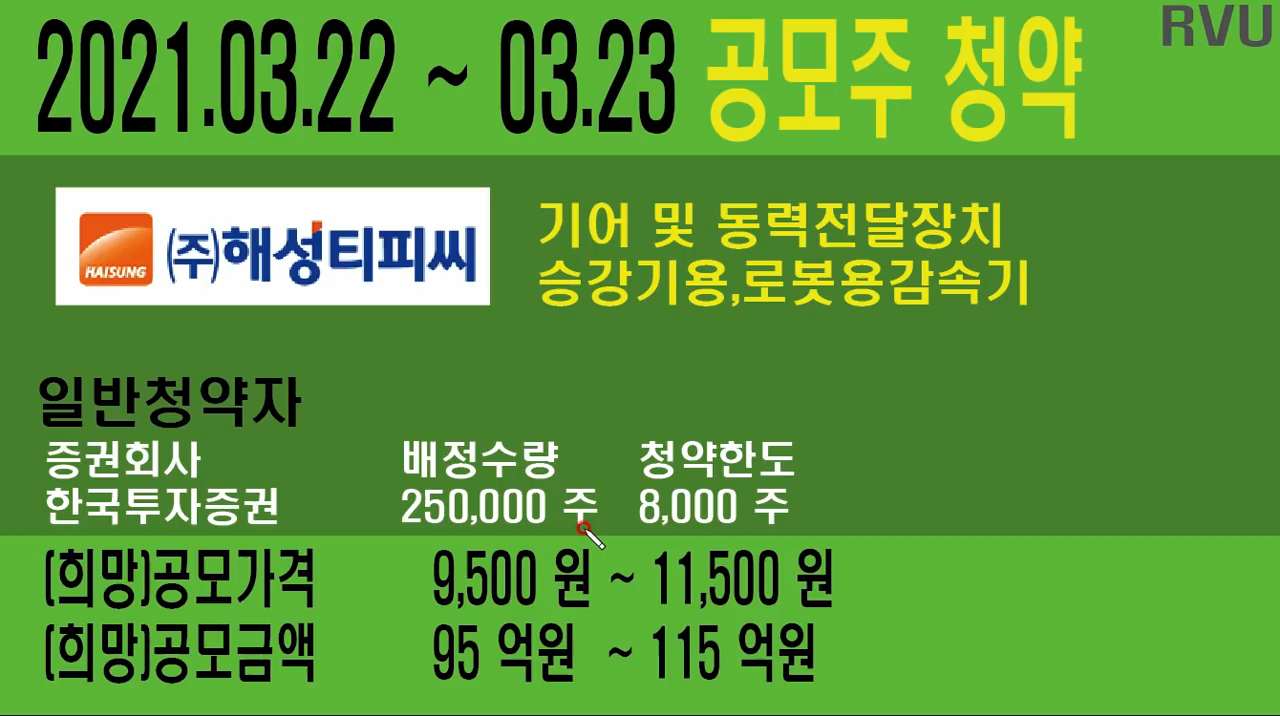 2021.03.22 ~ 03.23 공모주 청약
RVU
HAISUNG
(주)해성티피씨
기어 및 동력전달장치
승강기용,로봇용감속기
일반청약자
증권회사 배정수량 청약한도
한국투자증권 250,000 주 8,000 주
(희망)공모가격 9,500 원 ~ 11,500 원
(희망)공모금액 95 억원 ~ 115 억원